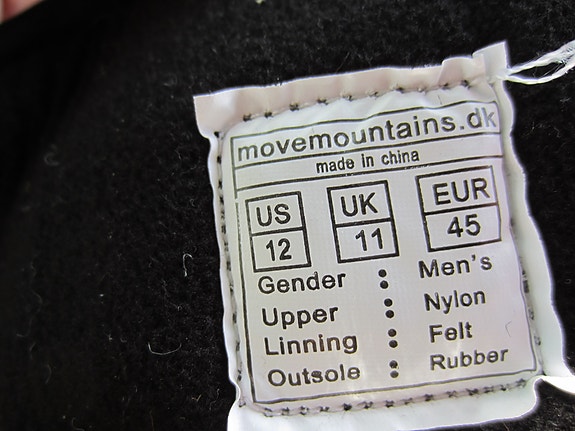 movemountains.dk
made in china
US UK EUR
12 11 45
Gender : Men's
Upper : Nylon
Linning : Felt
Outsole : Rubber